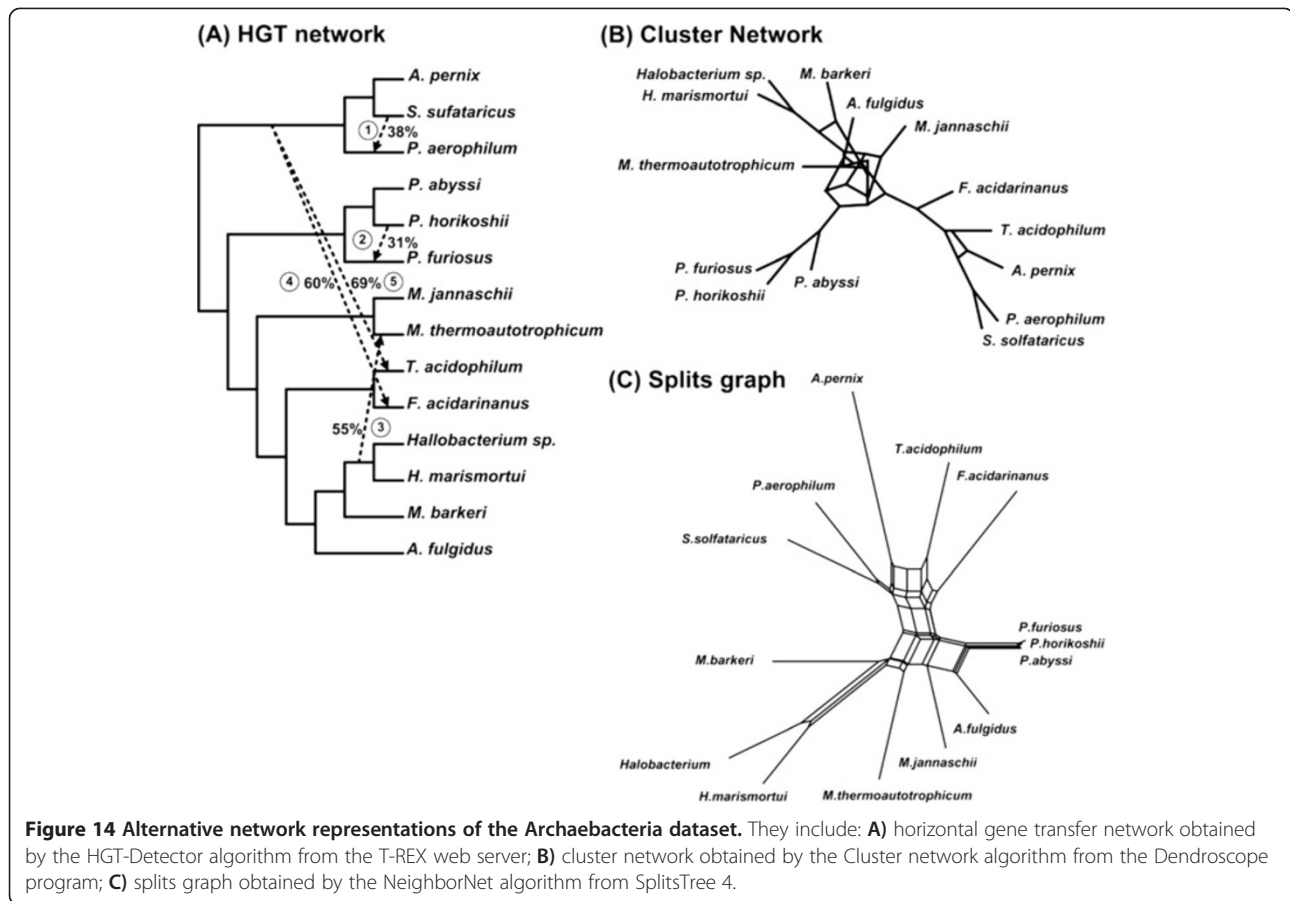 (A) HGT network
A. pernix
S. sufataricus
1 38%
P. aerophilum
P. abyssi
P. horikoshii
2 31%
P. furiosus
4 60% 69% 5
M. jannaschii
M. thermoautotrophicum
T. acidophilum
F. acidarinanus
55% 3
Hallobacterium sp.
H. marismortui
M. barkeri
A. fulgidus
(B) Cluster Network
Halobacterium sp.
M. barkeri
H. marismortui
A. fulgidus
M. jannaschii
M. thermoautotrophicum
F. acidarinanus
T. acidophilum
A. pernix
P. furiosus
P. abyssi
P. horikoshii
P. aerophilum
S. solfataricus
(C) Splits graph
A.pernix
T.acidophilum
F.acidarinanus
P.aerophilum
S.solfataricus
P.furiosus
P.horikoshii
P.abyssi
M.barkeri
A.fulgidus
Halobacterium
M.jannaschii
H.marismortui
M.thermoautotrophicum
Figure 14 Alternative network representations of the Archaebacteria dataset. They include: A) horizontal gene transfer network obtained
by the HGT-Detector algorithm from the T-REX web server; B) cluster network obtained by the Cluster network algorithm from the Dendroscope
program; C) splits graph obtained by the NeighborNet algorithm from SplitsTree 4.